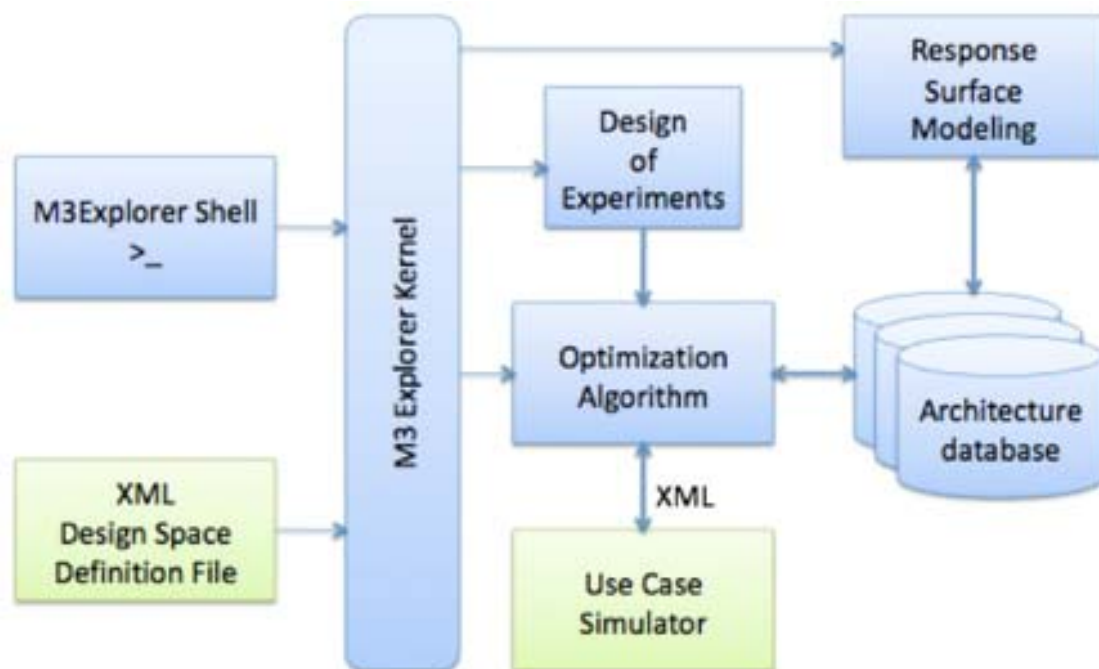 M3Explorer Shell
>_
XML
Design Space
Definition File
M3 Explorer Kernel
Design
of
Experiments
Optimization
Algorithm
XML
Use Case
Simulator
Response
Surface
Modeling
Architecture
database